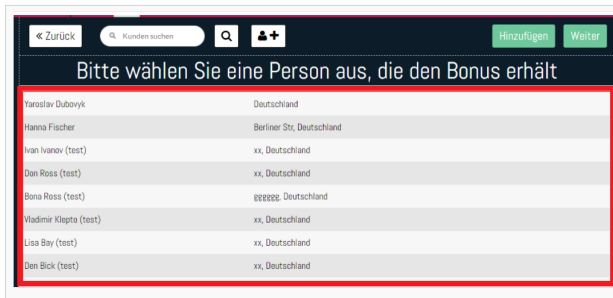 « Zurück Kunden suchen Hinzufügen Weiter
Bitte wählen Sie eine Person aus, die den Bonus erhält
Yaroslav Dubovyk Deutschland
Hanna Fischer Berliner Str, Deutschland
Ivan Ivanov (test) xx, Deutschland
Don Ross (test) xx, Deutschland
Bona Ross (test) gggggg, Deutschland
Vladimir Klepto (test) xx, Deutschland
Lisa Bay (test) xx, Deutschland
Den Bick (test) xx, Deutschland